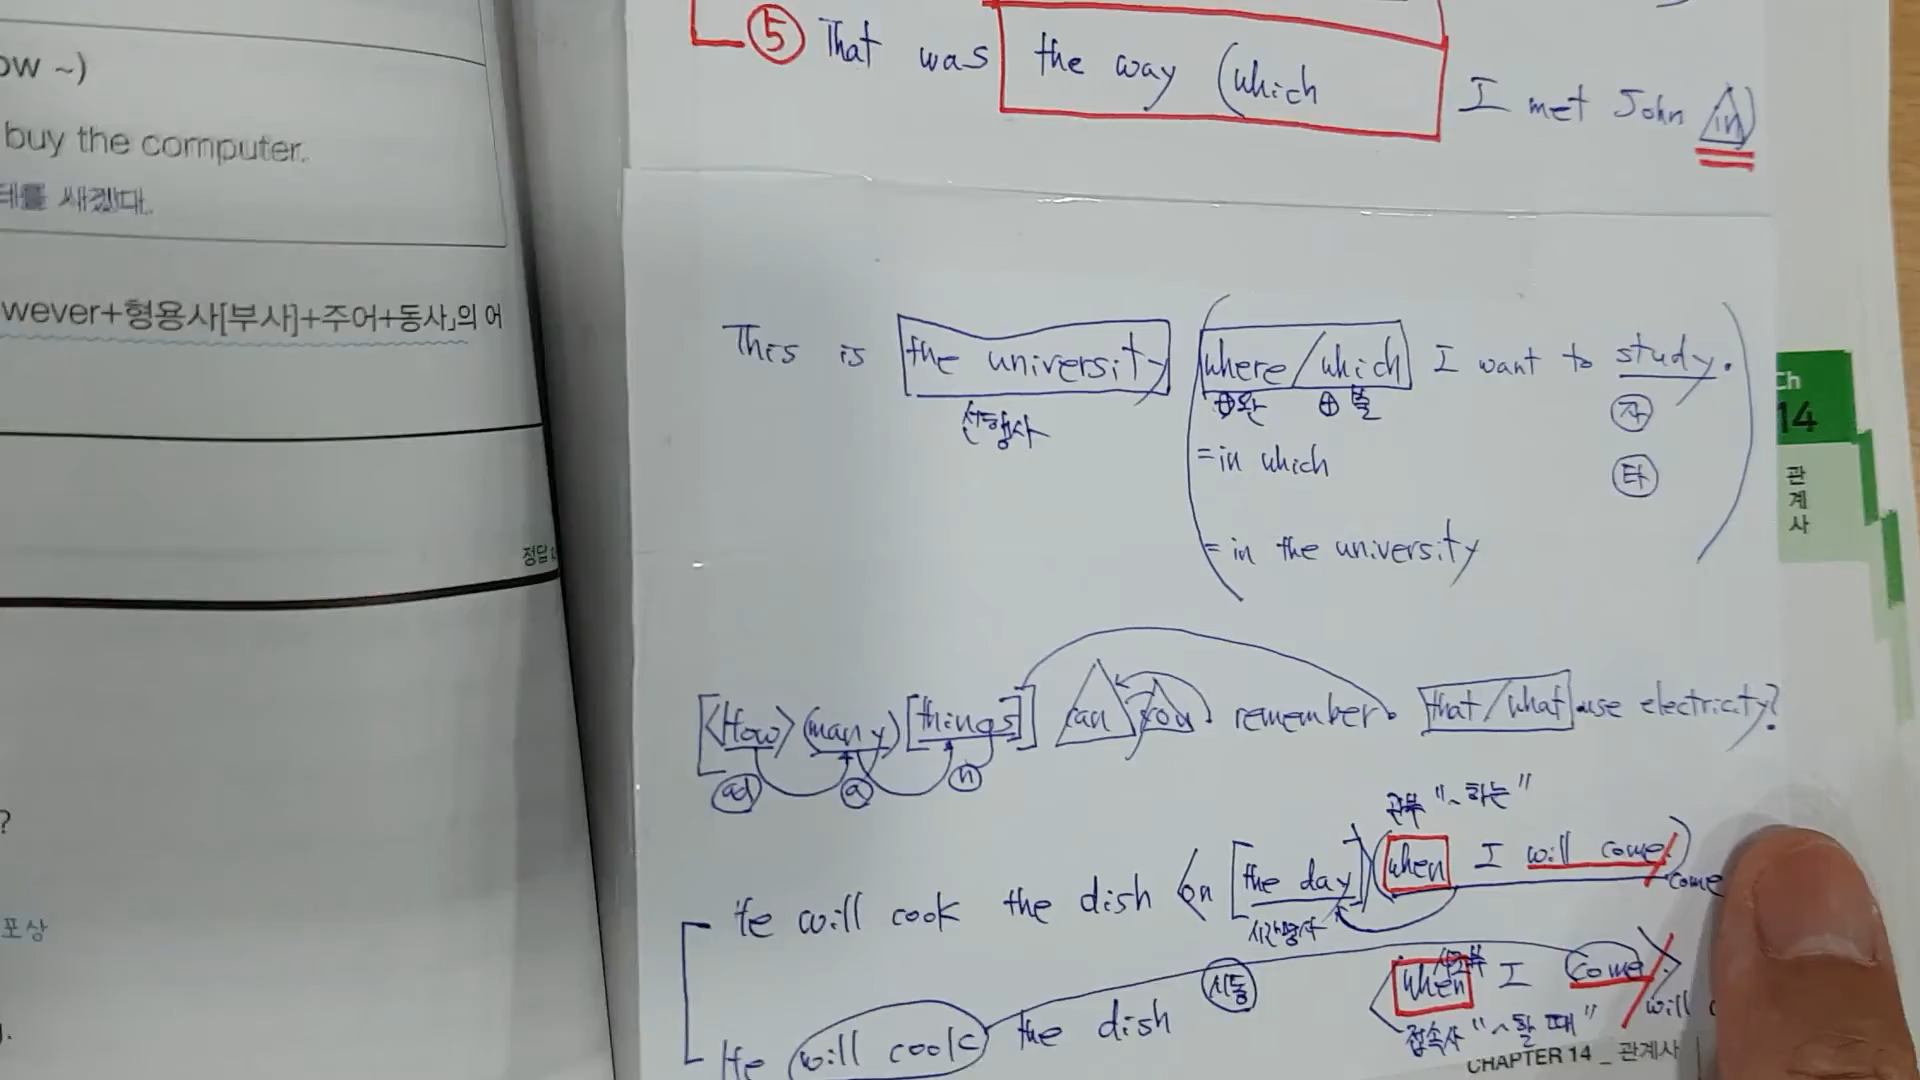 ow ~)
buy the computer.
테를 새겠다.
wever+형용사[부사]+주어+동사」의 어
정답
?
포상
⑤ That was the way (which I met John in)
This is the university (where/which I want to study.
선행사 ⊕완 ⊕불 자
= in which 타
= in the university
[<How> (many) [things]] can you remember that/what use electricity?
ad a n
관부 "~하는"
He will cook the dish <on [the day] (when I will come.)
come
시간명사
He will cook the dish <when I come.>
시동
will
접속사 "~할 때"
CHAPTER 14 _ 관계사
Ch
14
관
계
사